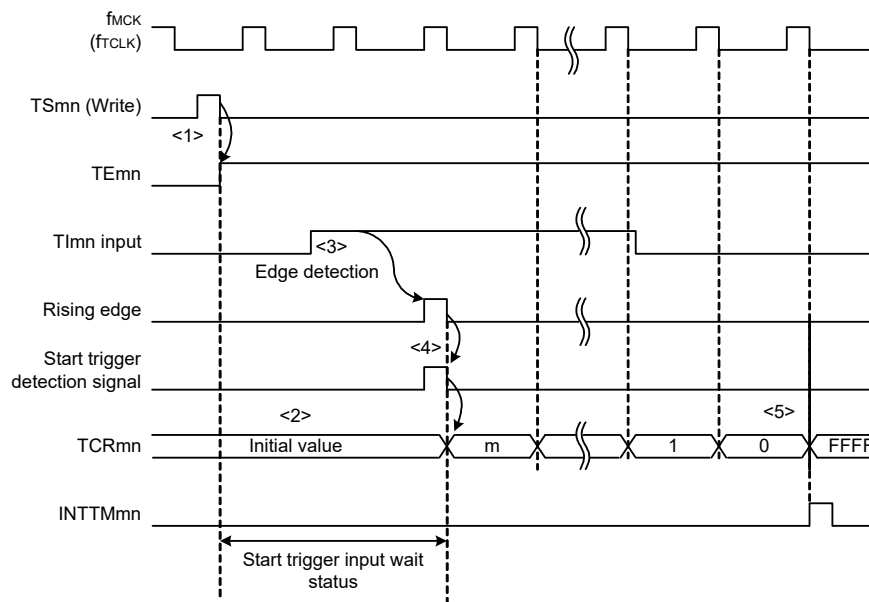 fMCK
(fTCLK)
TSmn (Write)
<1>
TEmn
TImn input
<3>
Edge detection
Rising edge
<4>
Start trigger
detection signal
<2>
<5>
TCRmn
Initial value
m
1
0
FFFF
INTTMmn
Start trigger input wait
status